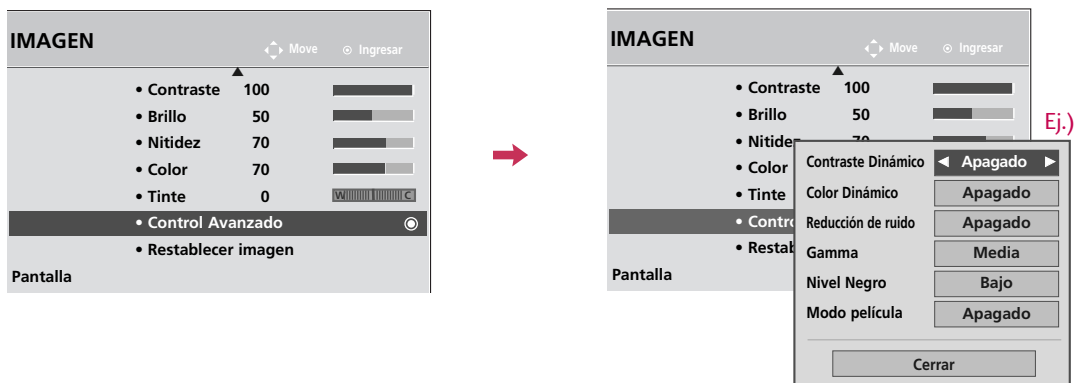 IMAGEN
Move Ingresar
• Contraste 100
• Brillo 50
• Nitidez 70
• Color 70
• Tinte 0 W C
• Control Avanzado
• Restablecer imagen
Pantalla
IMAGEN
Move Ingresar
• Contraste 100
• Brillo 50
• Color
• Tinte
Pantalla
Ej.)
Contraste Dinámico Apagado
Color Dinámico Apagado
Reducción de ruido Apagado
Gamma Media
Nivel Negro Bajo
Modo película Apagado
Cerrar